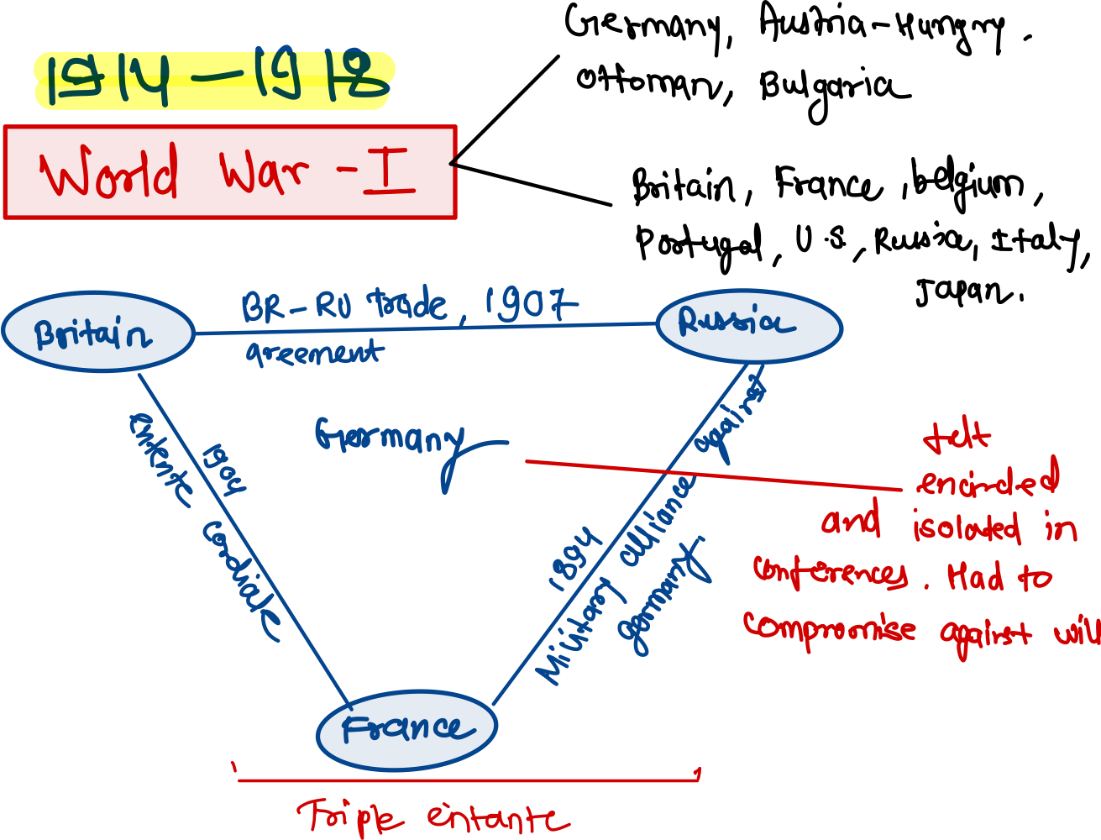 1914-1918
World War - I
Germany, Austria-Hungry.
Ottoman, Bulgaria
Britain, France, belgium,
Portugal, U.S, Russia, Italy,
Japan.
Britain
BR-RU trade, 1907
agreement
Russia
1904
entente cordiale
Germany
1894
Military alliance against
germany.
felt
encircled
and isolated in
conferences. Had to
compromise against will
France
Triple entante